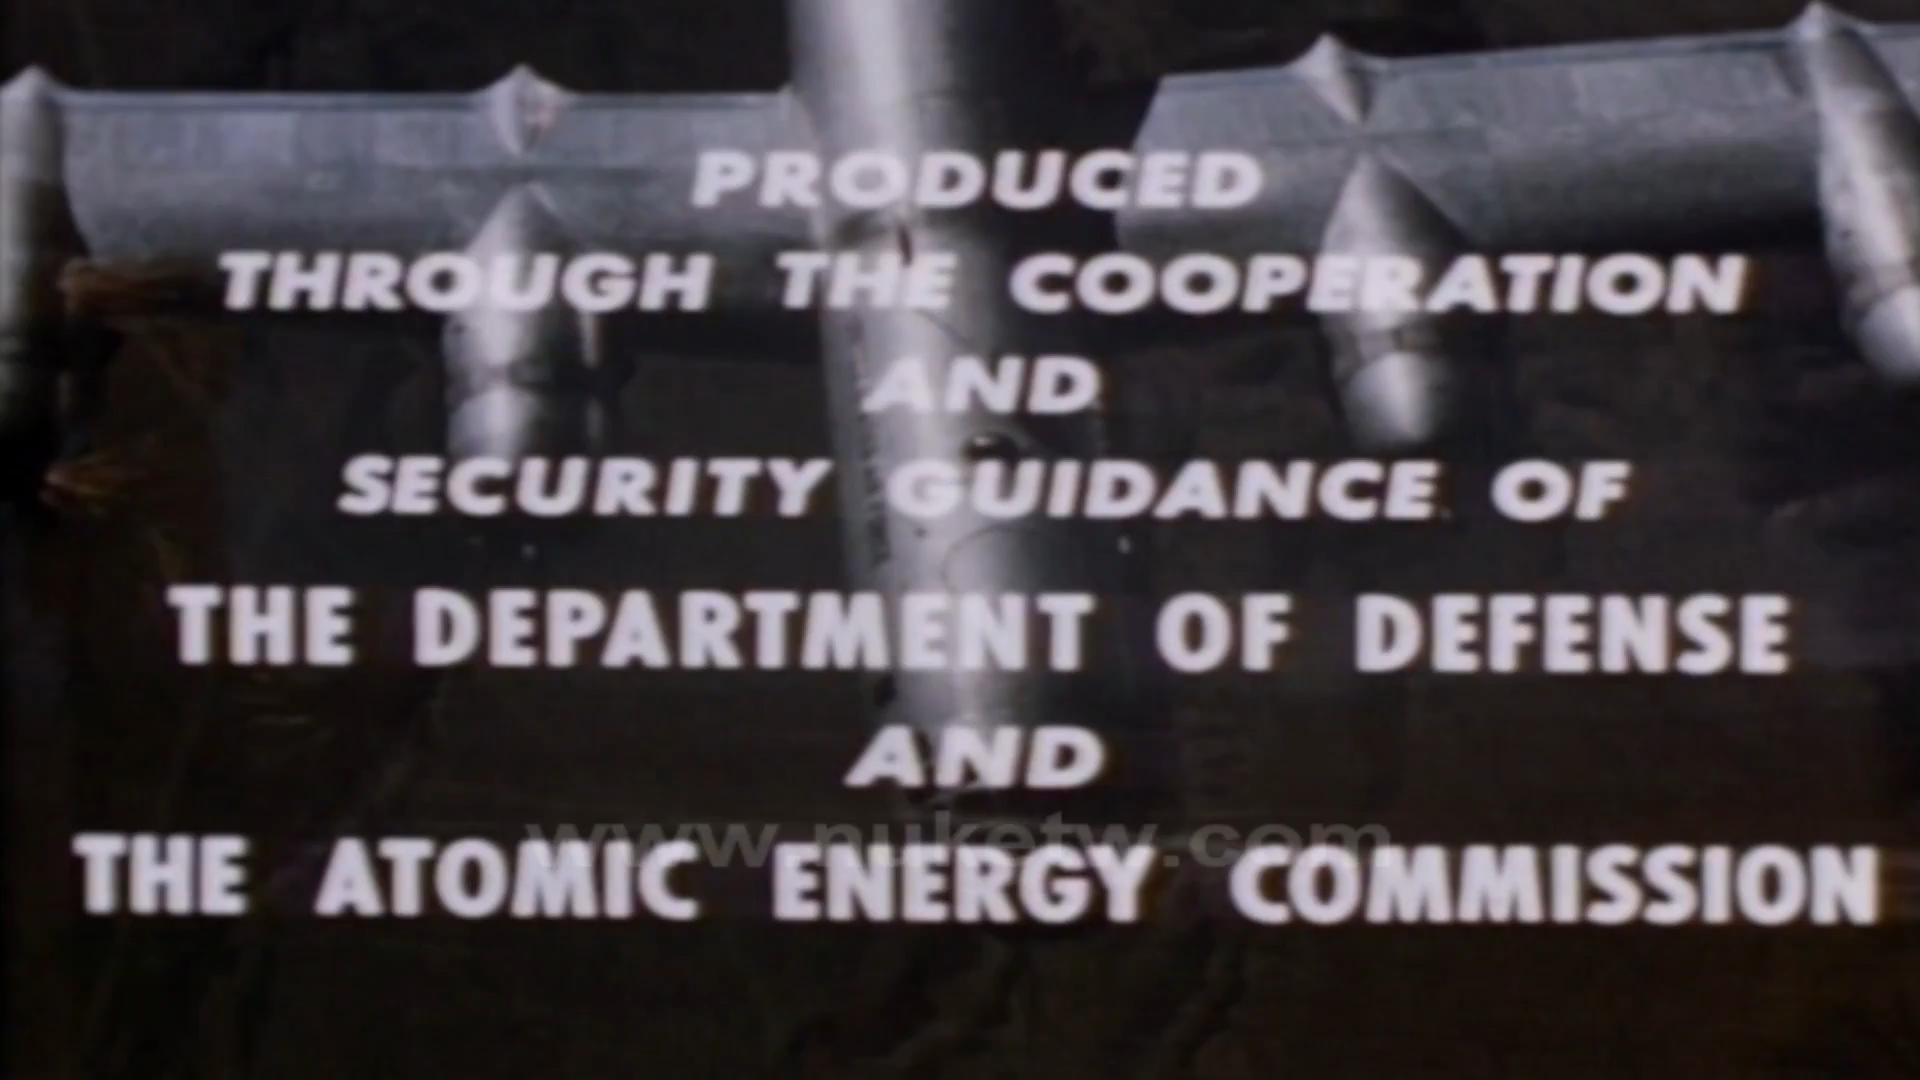 PRODUCED
THROUGH THE COOPERATION
AND
SECURITY GUIDANCE OF
THE DEPARTMENT OF DEFENSE
AND
www.nuketw.com
THE ATOMIC ENERGY COMMISSION